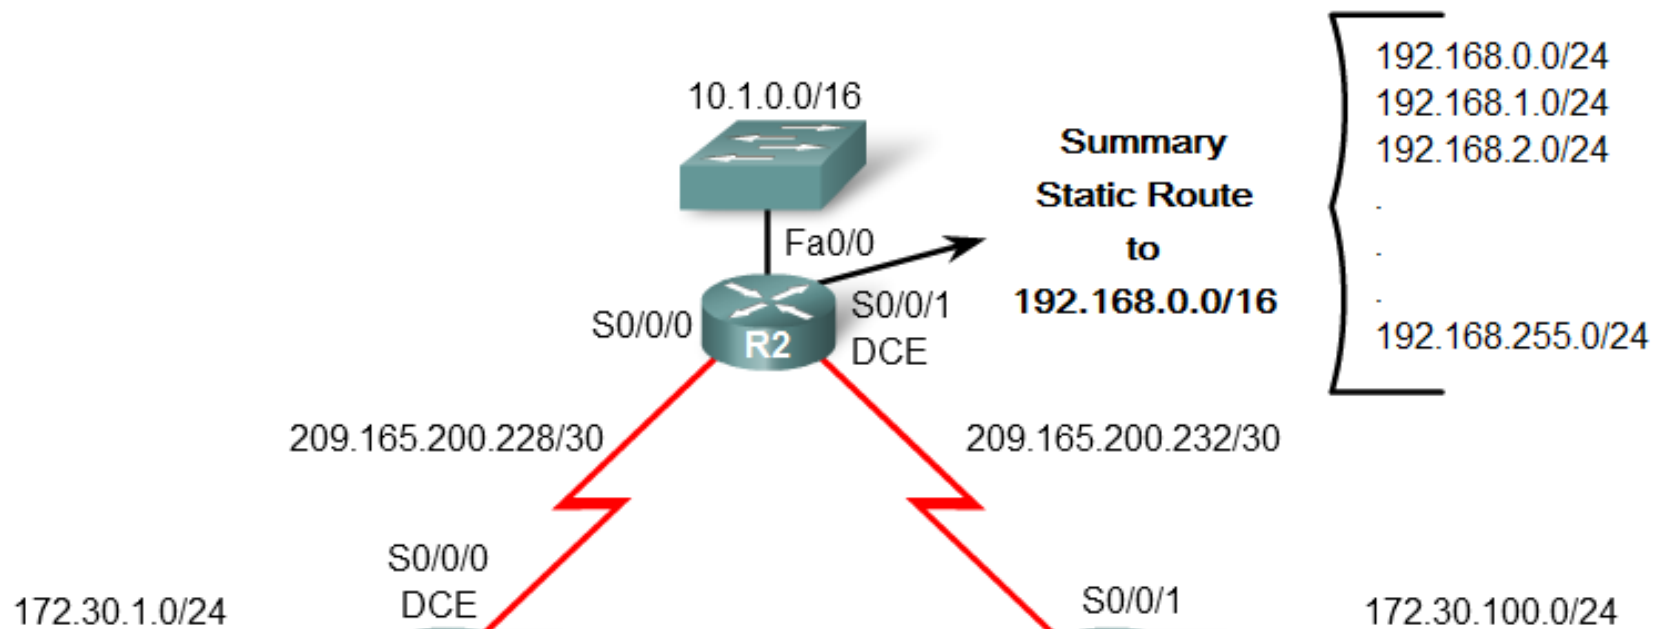 192.168.0.0/24
10.1.0.0/16
192.168.1.0/24
Summary
192.168.2.0/24
Static Route
.
Fa0/0
to
.
S0/0/1
192.168.0.0/16
.
S0/0/0
R2
DCE
192.168.255.0/24
209.165.200.228/30
209.165.200.232/30
S0/0/0
DCE
S0/0/1
172.30.1.0/24
172.30.100.0/24